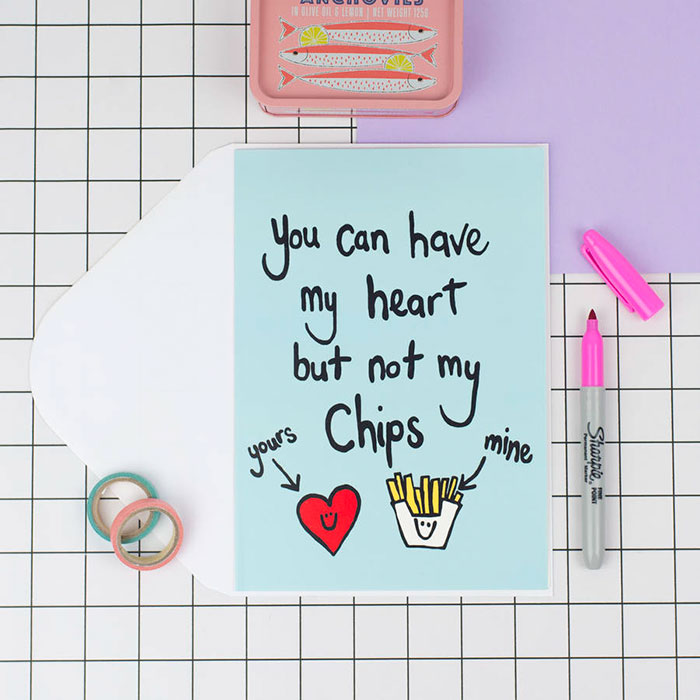 ANCHOVIES
IN OLIVE OIL & LEMON | NET WEIGHT 125g
You can have
my heart
but not my
Chips
yours
mine
Sharpie
Permanent Marker
FINE POINT